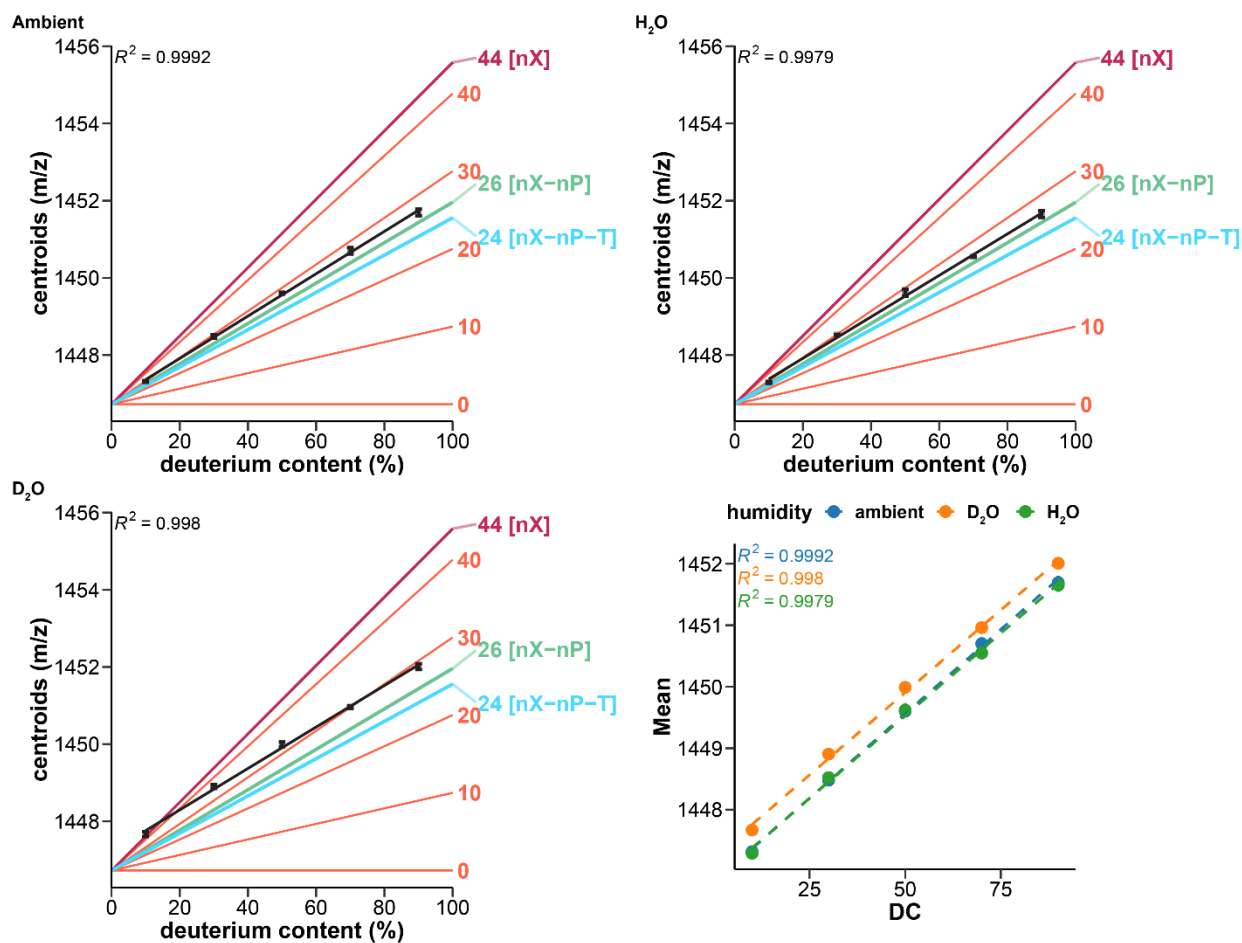 Ambient
R² = 0.9992
1456
1454
1452
1450
1448
centroids (m/z)
0 20 40 60 80 100
deuterium content (%)
44 [nX]
40
30
26 [nX−nP]
24 [nX−nP−T]
20
10
0
H₂O
R² = 0.9979
1456
1454
1452
1450
1448
centroids (m/z)
0 20 40 60 80 100
deuterium content (%)
44 [nX]
40
30
26 [nX−nP]
24 [nX−nP−T]
20
10
0
D₂O
R² = 0.998
1456
1454
1452
1450
1448
centroids (m/z)
0 20 40 60 80 100
deuterium content (%)
44 [nX]
40
30
26 [nX−nP]
24 [nX−nP−T]
20
10
0
humidity ambient D₂O H₂O
R² = 0.9992
R² = 0.998
R² = 0.9979
1452
1451
1450
1449
1448
Mean
25 50 75
DC